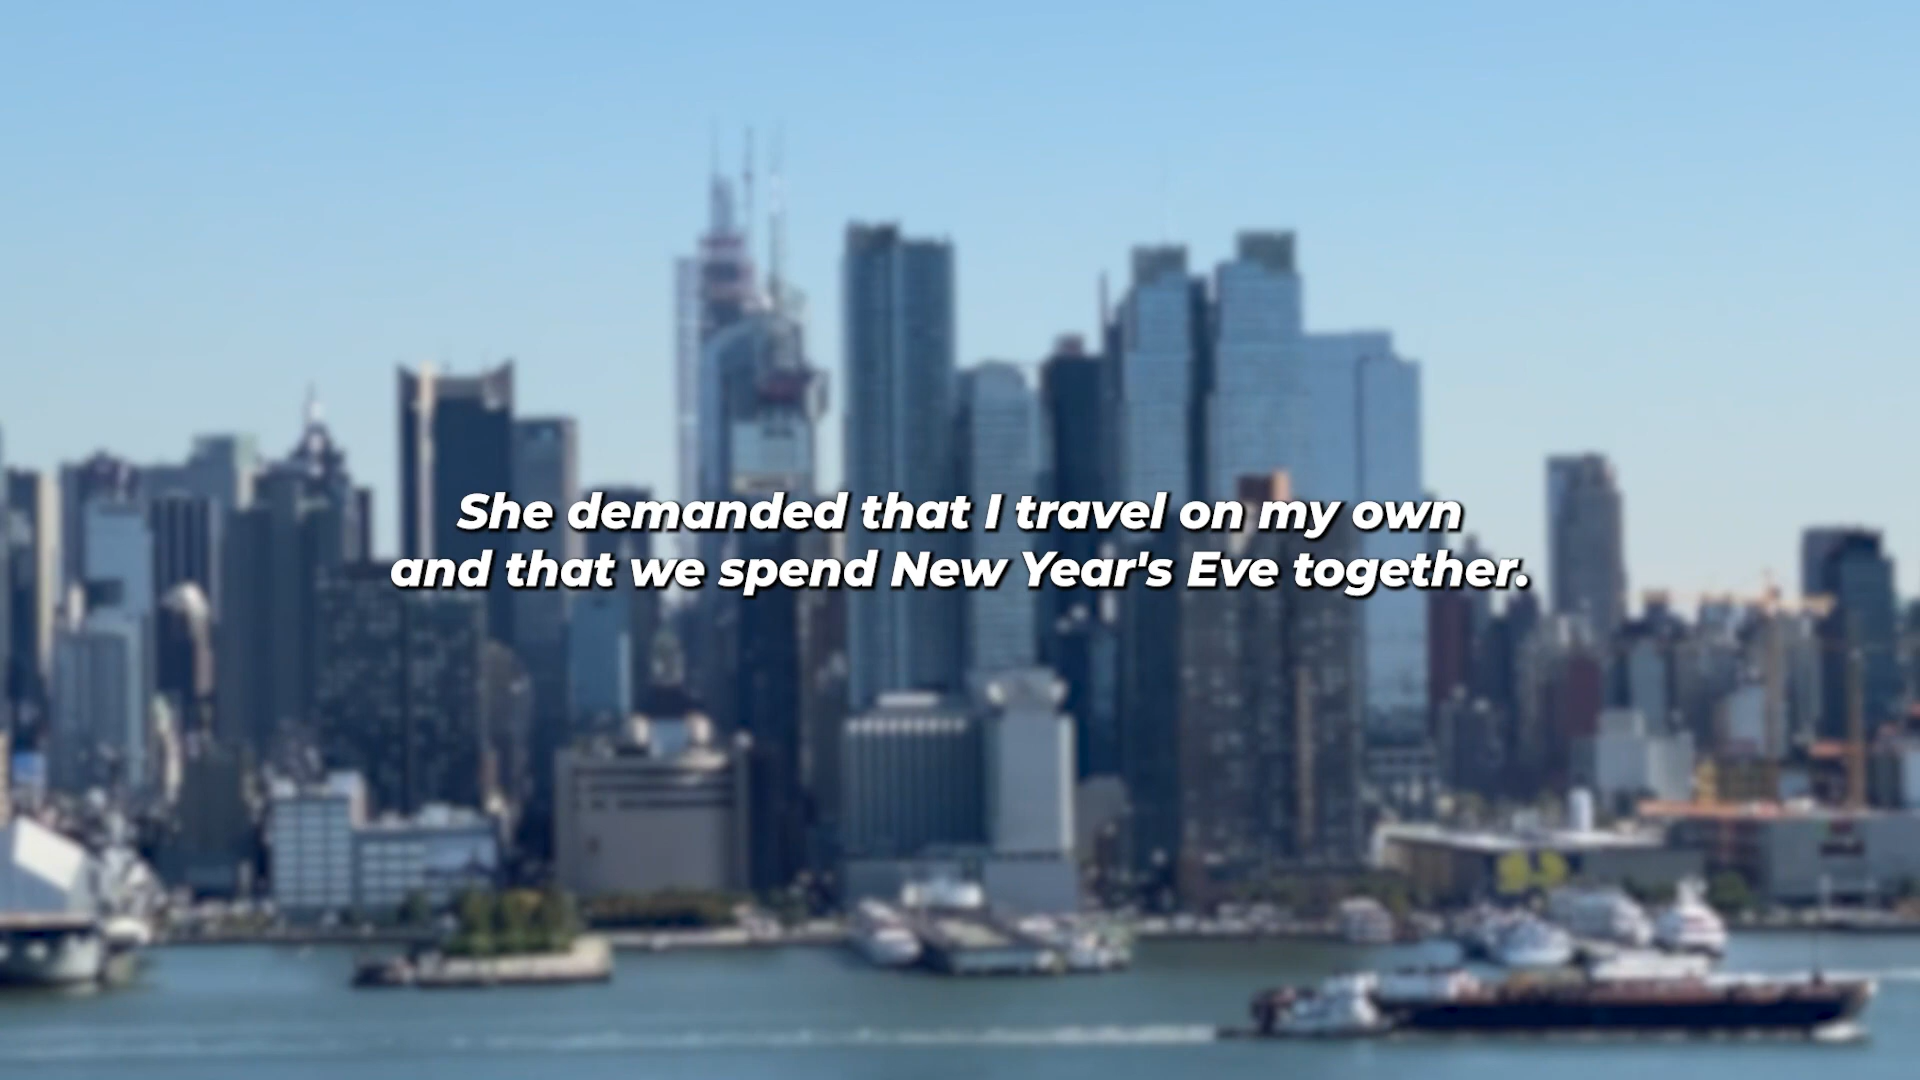 She demanded that I travel on my own
and that we spend New Year's Eve together.